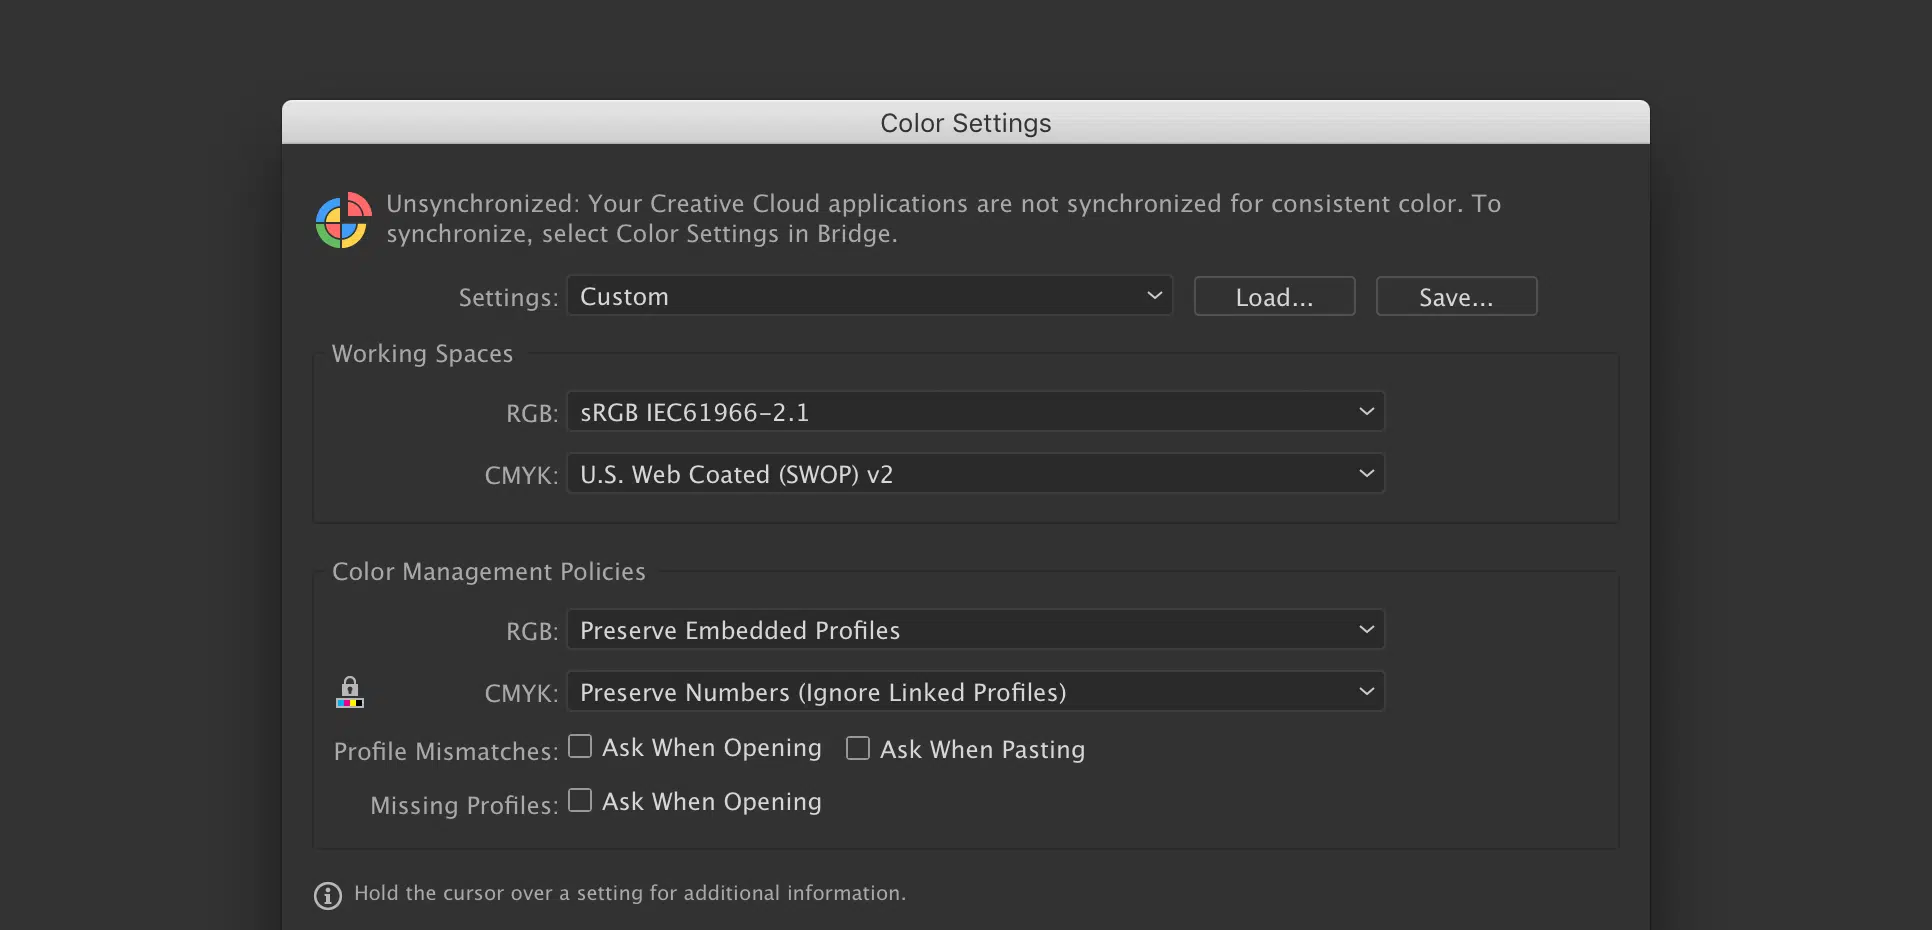 Color Settings
Unsynchronized: Your Creative Cloud applications are not synchronized for consistent color. To
synchronize, select Color Settings in Bridge.
Settings: Custom Load... Save...
Working Spaces
RGB: sRGB IEC61966-2.1
CMYK: U.S. Web Coated (SWOP) v2
Color Management Policies
RGB: Preserve Embedded Profiles
CMYK: Preserve Numbers (Ignore Linked Profiles)
Profile Mismatches: Ask When Opening Ask When Pasting
Missing Profiles: Ask When Opening
Hold the cursor over a setting for additional information.